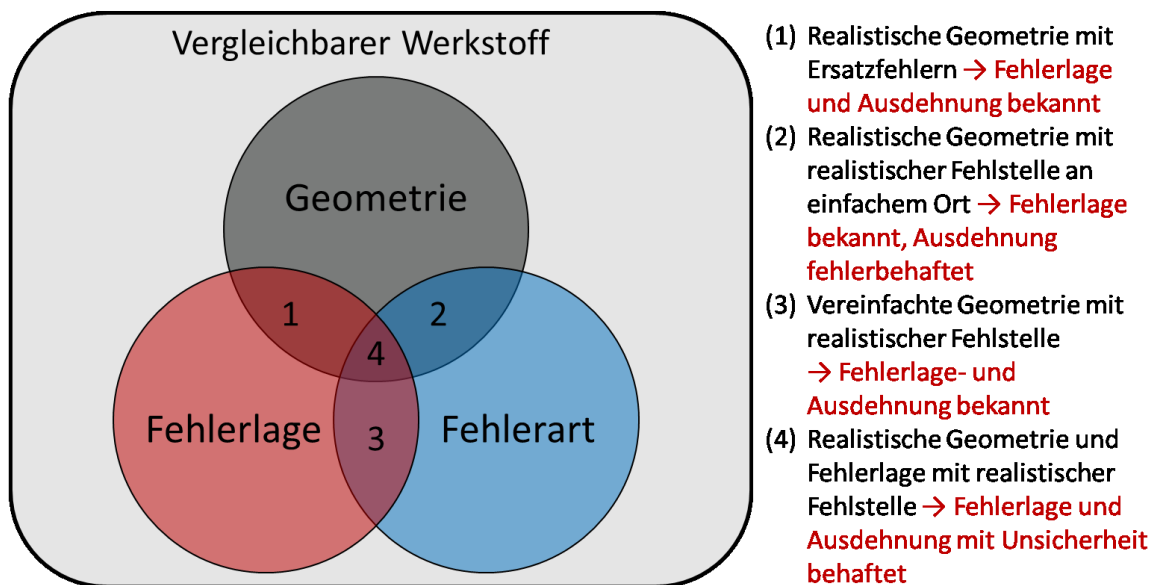 Vergleichbarer Werkstoff
Geometrie
1
2
4
Fehlerlage
3
Fehlerart
(1) Realistische Geometrie mit
Ersatzfehlern → Fehlerlage
und Ausdehnung bekannt
(2) Realistische Geometrie mit
realistischer Fehlstelle an
einfachem Ort → Fehlerlage
bekannt, Ausdehnung
fehlerbehaftet
(3) Vereinfachte Geometrie mit
realistischer Fehlstelle
→ Fehlerlage- und
Ausdehnung bekannt
(4) Realistische Geometrie und
Fehlerlage mit realistischer
Fehlstelle → Fehlerlage und
Ausdehnung mit Unsicherheit
behaftet